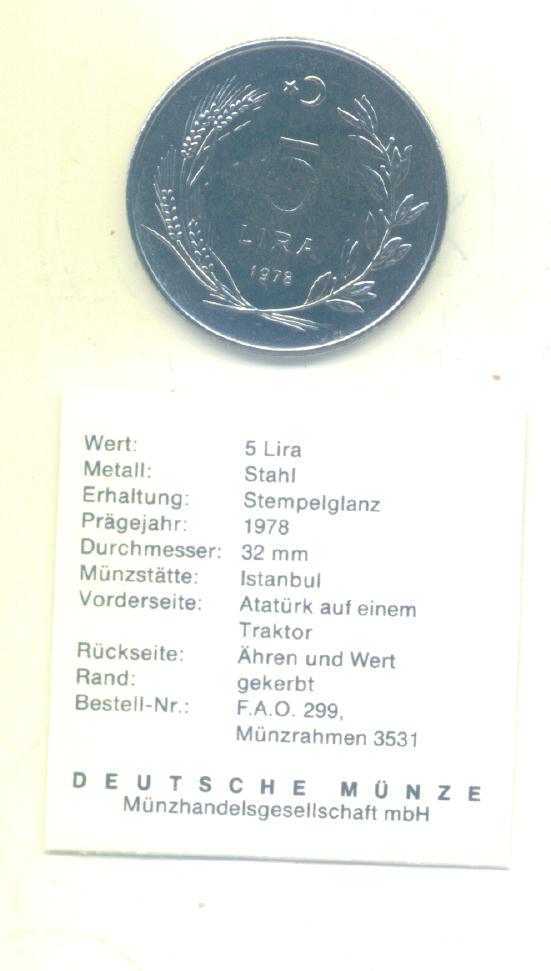 5
LIRA
1978
Wert: 5 Lira
Metall: Stahl
Erhaltung: Stempelglanz
Prägejahr: 1978
Durchmesser: 32 mm
Münzstätte: Istanbul
Vorderseite: Atatürk auf einem
Traktor
Rückseite: Ähren und Wert
Rand: gekerbt
Bestell-Nr.: F.A.O. 299,
Münzrahmen 3531
DEUTSCHE MÜNZE
Münzhandelsgesellschaft mbH